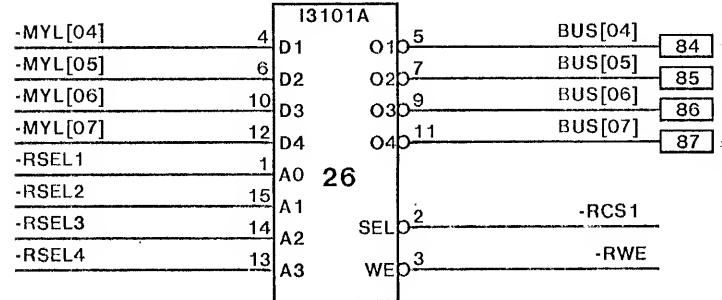 I3101A
-MYL[04] 4 D1 O1 5 BUS[04] 84
-MYL[05] 6 D2 O2 7 BUS[05] 85
-MYL[06] 10 D3 O3 9 BUS[06] 86
-MYL[07] 12 D4 O4 11 BUS[07] 87
-RSEL1 1 A0 26
-RSEL2 15 A1
-RSEL3 14 A2 SEL 2 -RCS1
-RSEL4 13 A3 WE 3 -RWE